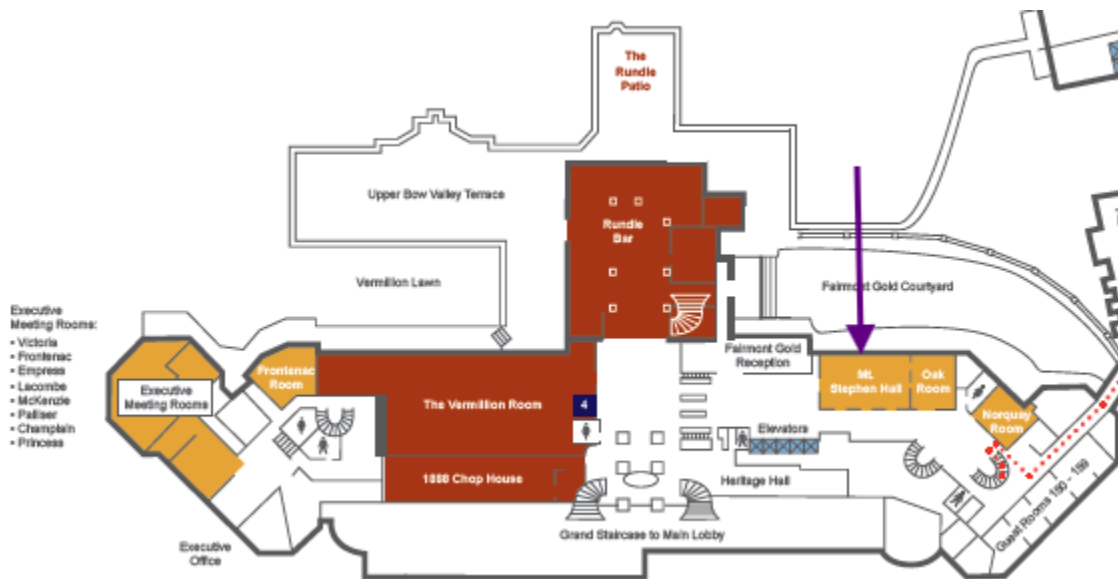 The
Rundle
Patio
Upper Bow Valley Terrace
Rundle
Bar
Vermillion Lawn
Fairmont Gold Courtyard
Executive
Meeting Rooms:
▪ Victoria
▪ Frontenac
▪ Empress
▪ Lacombe
▪ McKenzie
▪ Palliser
▪ Champlain
▪ Princess
Executive
Meeting Rooms
Frontenac
Room
The Vermillion Room
4
Fairmont Gold
Reception
Mt.
Stephen Hall
Oak
Room
Norquay
Room
Elevators
1888 Chop House
Heritage Hall
Guest Rooms 150 - 159
Grand Staircase to Main Lobby
Executive
Office